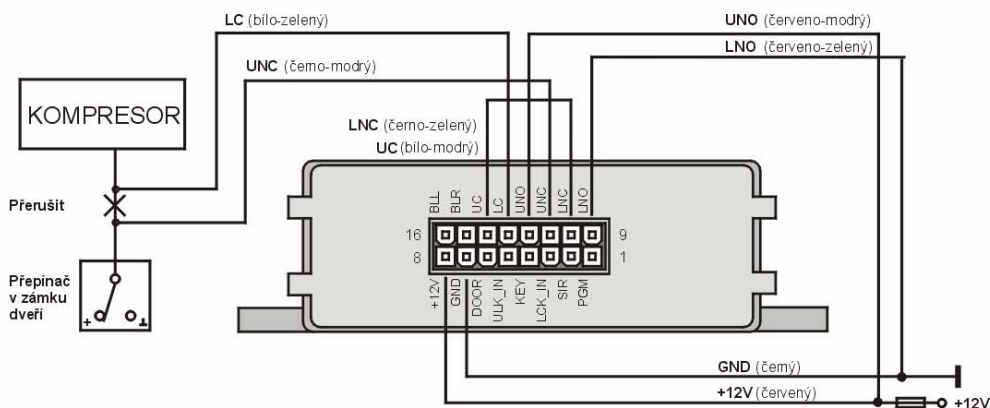 LC (bílo-zelený)
UNO (červeno-modrý)
LNO (červeno-zelený)
UNC (černo-modrý)
KOMPRESOR
LNC (černo-zelený)
UC (bílo-modrý)
Přerušit
BLL BLR UC LC UNO UNC LNC LNO
16 9
8 1
Přepínač
v zámku
dveří
+
+12V GND DOOR ULK_IN KEY LCK_IN SIR PGM
GND (černý)
+12V (červený)
+12V